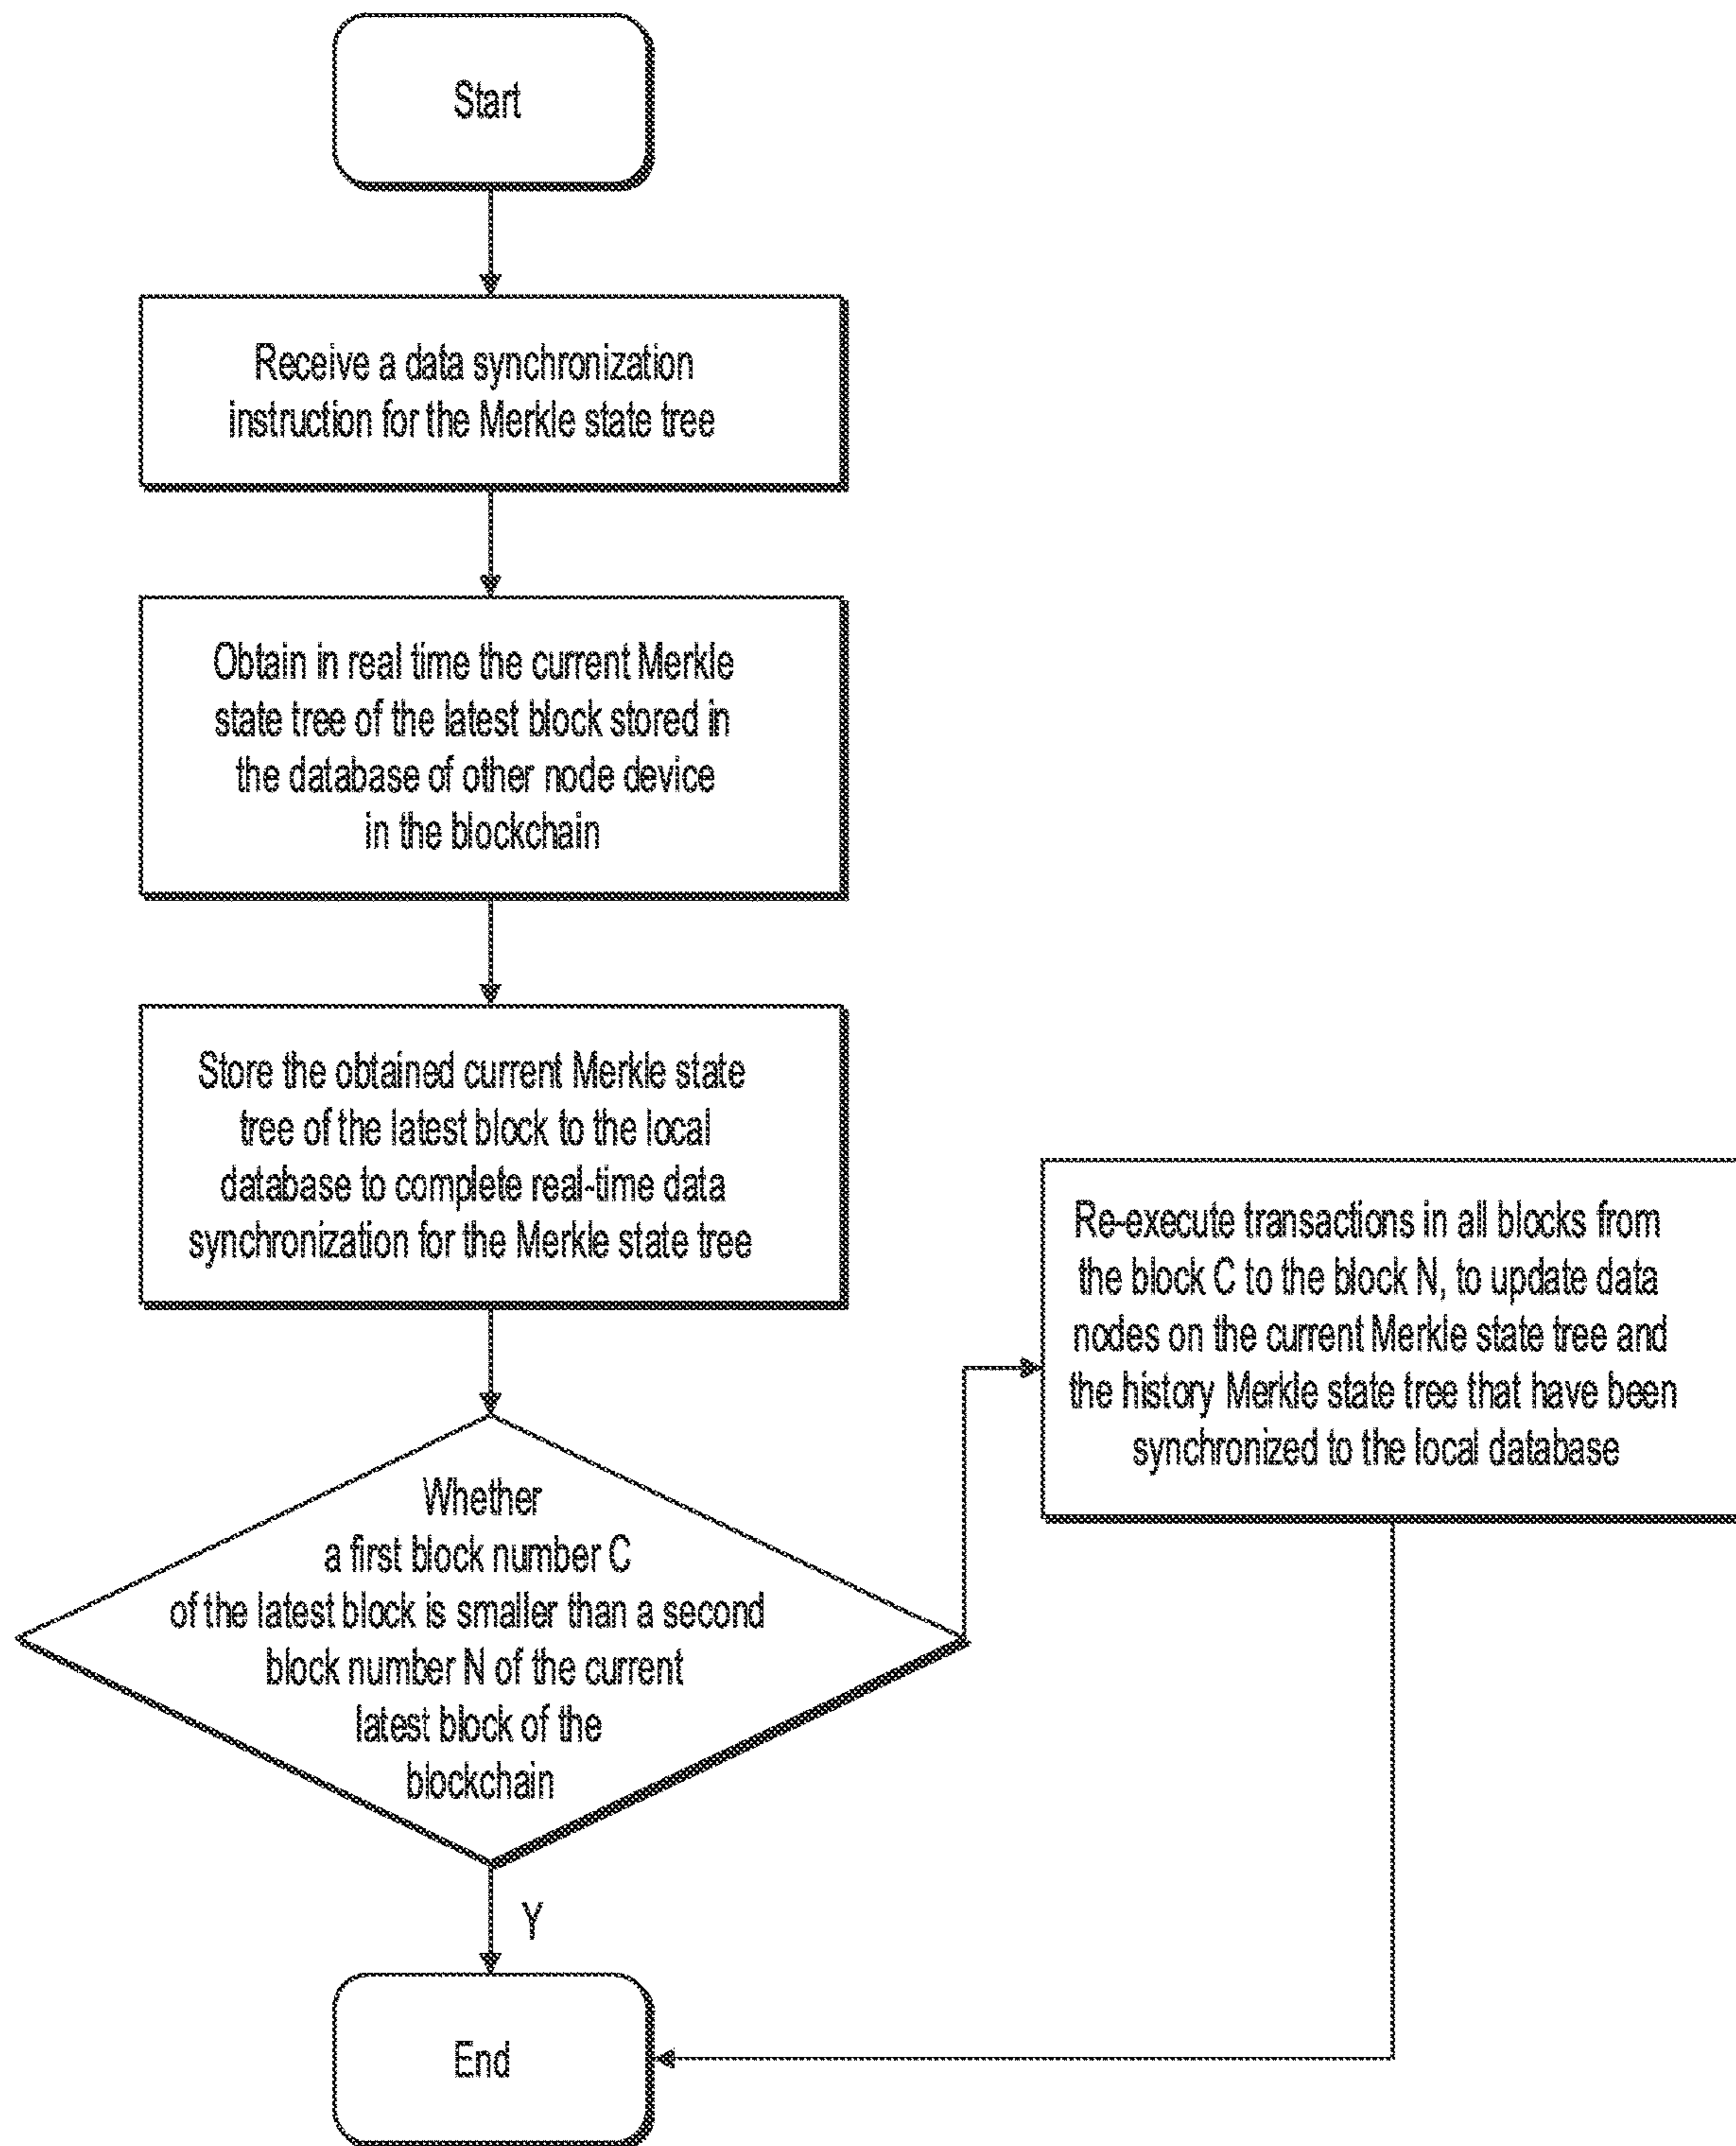 Start
Receive a data synchronization
instruction for the Merkle state tree
Obtain in real time the current Merkle
state tree of the latest block stored in
the database of other node device
in the blockchain
Store the obtained current Merkle state
tree of the latest block to the local
database to complete real-time data
synchronization for the Merkle state tree
Whether
a first block number C
of the latest block is smaller than a second
block number N of the current
latest block of the
blockchain
Re-execute transactions in all blocks from
the block C to the block N, to update data
nodes on the current Merkle state tree and
the history Merkle state tree that have been
synchronized to the local database
Y
End